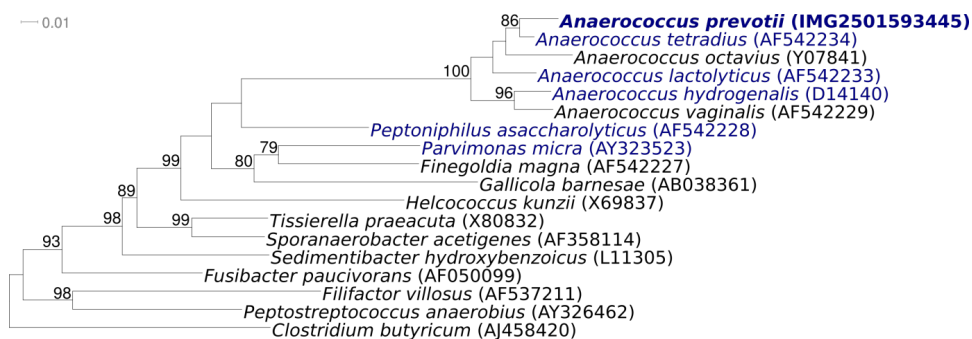 0.01
86
Anaerococcus prevotii (IMG2501593445)
Anaerococcus tetradius (AF542234)
Anaerococcus octavius (Y07841)
100
Anaerococcus lactolyticus (AF542233)
96
Anaerococcus hydrogenalis (D14140)
Anaerococcus vaginalis (AF542229)
Peptoniphilus asaccharolyticus (AF542228)
79
Parvimonas micra (AY323523)
99
80
Finegoldia magna (AF542227)
Gallicola barnesae (AB038361)
89
Helcococcus kunzii (X69837)
98
99
Tissierella praeacuta (X80832)
93
Sporanaerobacter acetigenes (AF358114)
Sedimentibacter hydroxybenzoicus (L11305)
Fusibacter paucivorans (AF050099)
98
Filifactor villosus (AF537211)
Peptostreptococcus anaerobius (AY326462)
Clostridium butyricum (AJ458420)